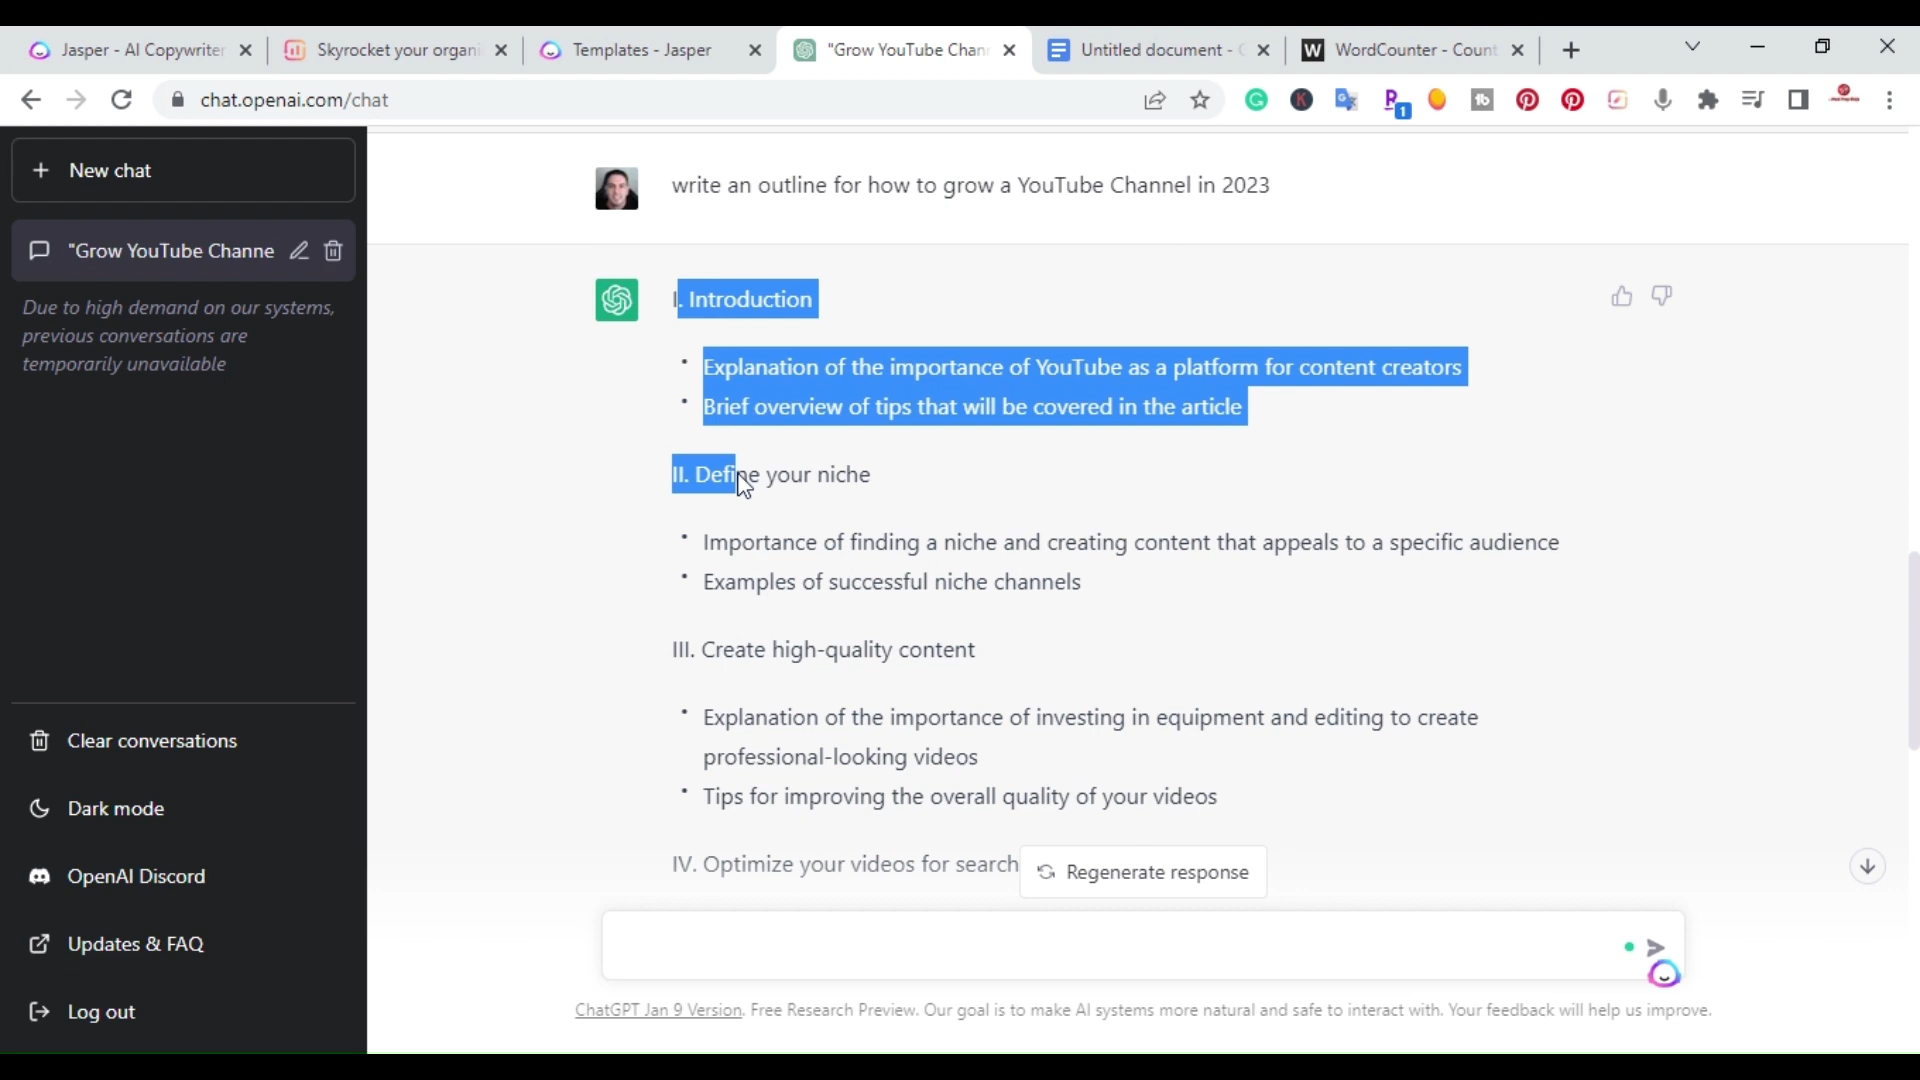 Jasper - AI Copywriter
Skyrocket your organi
Templates - Jasper
"Grow YouTube Chan
Untitled document -
W WordCounter - Count
chat.openai.com/chat
R 1
K
tb
New chat
"Grow YouTube Channe
Due to high demand on our systems,
previous conversations are
temporarily unavailable
Clear conversations
Dark mode
OpenAI Discord
Updates & FAQ
Log out
write an outline for how to grow a YouTube Channel in 2023
I. Introduction
• Explanation of the importance of YouTube as a platform for content creators
• Brief overview of tips that will be covered in the article
II. Define your niche
• Importance of finding a niche and creating content that appeals to a specific audience
• Examples of successful niche channels
III. Create high-quality content
• Explanation of the importance of investing in equipment and editing to create
professional-looking videos
• Tips for improving the overall quality of your videos
IV. Optimize your videos for search
Regenerate response
ChatGPT Jan 9 Version. Free Research Preview. Our goal is to make AI systems more natural and safe to interact with. Your feedback will help us improve.